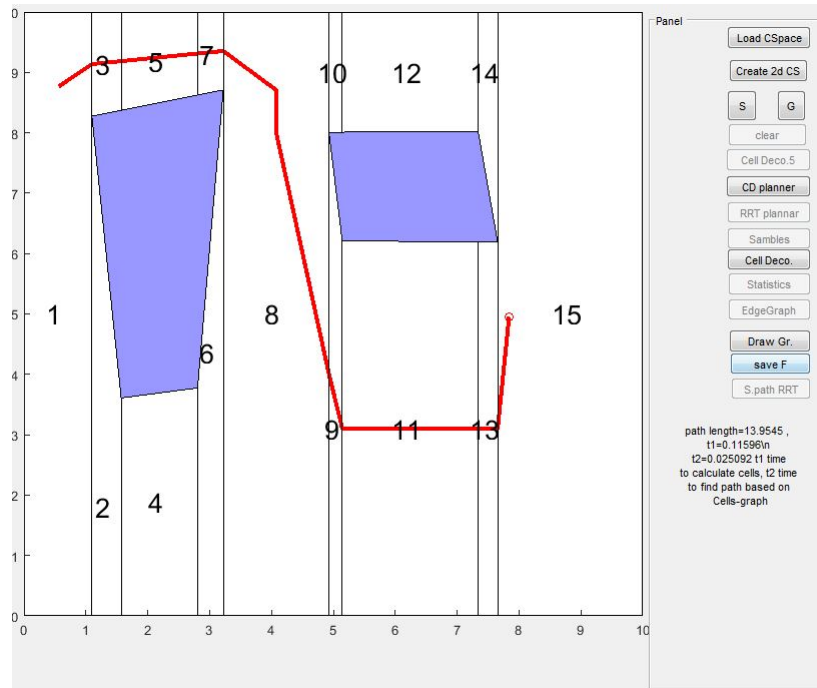 Panel
Load CSpace
Create 2d CS
S G
clear
Cell Deco.5
CD planner
RRT plannar
Sambles
Cell Deco.
Statistics
EdgeGraph
Draw Gr.
save F
S.path RRT
path length=13.9545 ,
t1=0.11596\n
t2=0.025092 t1 time
to calculate cells, t2 time
to find path based on
Cells-graph
10
9
8
7
6
5
4
3
2
1
0
3 5 7 10 12 14
1 8 15
6
9 11 13
2 4
0 1 2 3 4 5 6 7 8 9 10